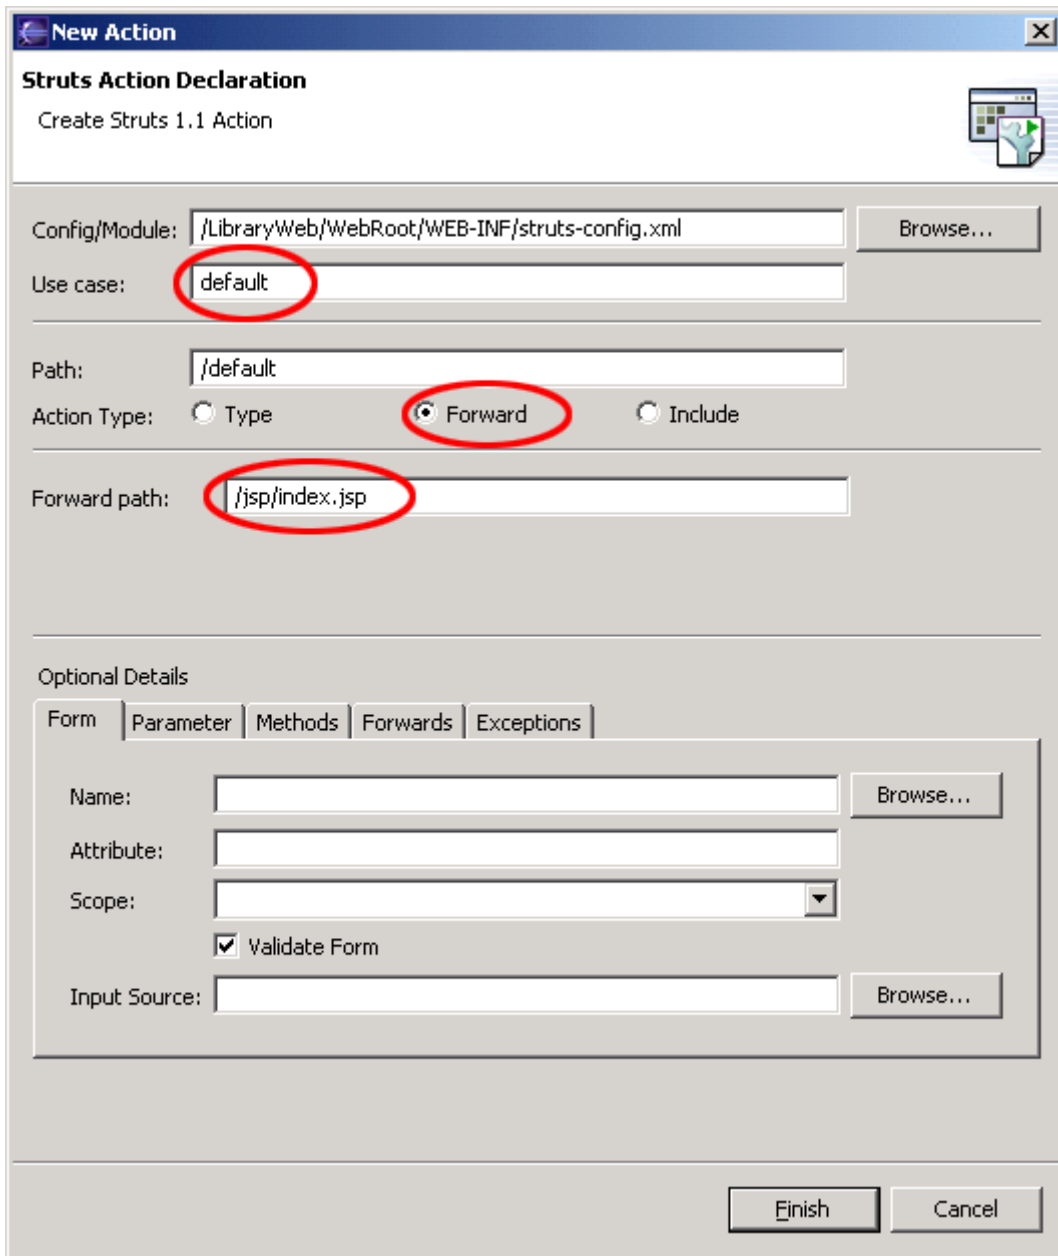 New Action
Struts Action Declaration
Create Struts 1.1 Action
Config/Module: /LibraryWeb/WebRoot/WEB-INF/struts-config.xml Browse...
Use case: default
Path: /default
Action Type: Type Forward Include
Forward path: /jsp/index.jsp
Optional Details
Form Parameter Methods Forwards Exceptions
Name: Browse...
Attribute:
Scope:
Validate Form
Input Source: Browse...
Finish Cancel